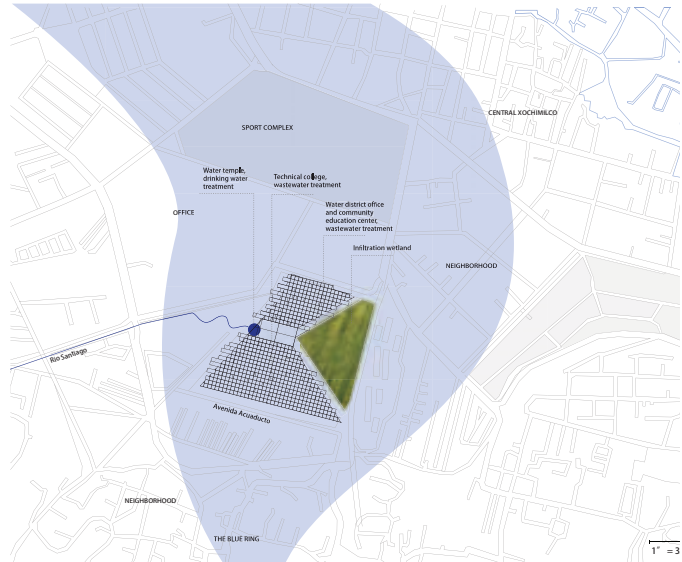 CENTRAL XOCHIMILCO
SPORT COMPLEX
Water temple,
drinking water
treatment
Technical college,
wastewater treatment
Water district office
and community
education center,
wastewater treatment
OFFICE
Infiltration wetland
NEIGHBORHOOD
Rio Santiago
Avenida Acuaducto
NEIGHBORHOOD
THE BLUE RING
1" = 3